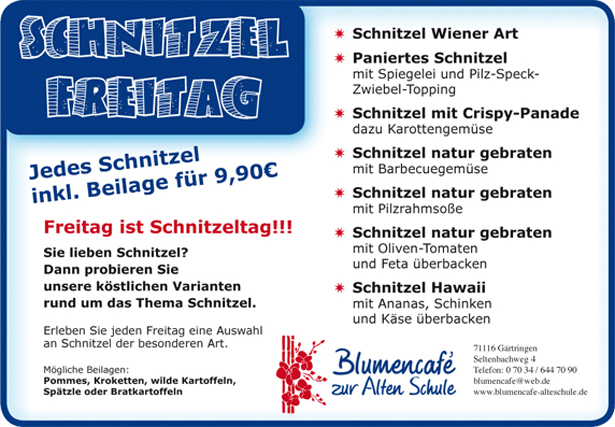 SCHNITZEL
FREITAG
Jedes Schnitzel
inkl. Beilage für 9,90€
Freitag ist Schnitzeltag!!!
Sie lieben Schnitzel?
Dann probieren Sie
unsere köstlichen Varianten
rund um das Thema Schnitzel.
Erleben Sie jeden Freitag eine Auswahl
an Schnitzel der besonderen Art.
Mögliche Beilagen:
Pommes, Kroketten, wilde Kartoffeln,
Spätzle oder Bratkartoffeln
Schnitzel Wiener Art
Paniertes Schnitzel
mit Spiegelei und Pilz-Speck-
Zwiebel-Topping
Schnitzel mit Crispy-Panade
dazu Karottengemüse
Schnitzel natur gebraten
mit Barbecuegemüse
Schnitzel natur gebraten
mit Pilzrahmsoße
Schnitzel natur gebraten
mit Oliven-Tomaten
und Feta überbacken
Schnitzel Hawaii
mit Ananas, Schinken
und Käse überbacken
Blumencafé
zur Alten Schule
71116 Gärtringen
Seltenbachweg 4
Telefon: 0 70 34 / 644 70 90
blumencafe@web.de
www.blumencafe-alteschule.de